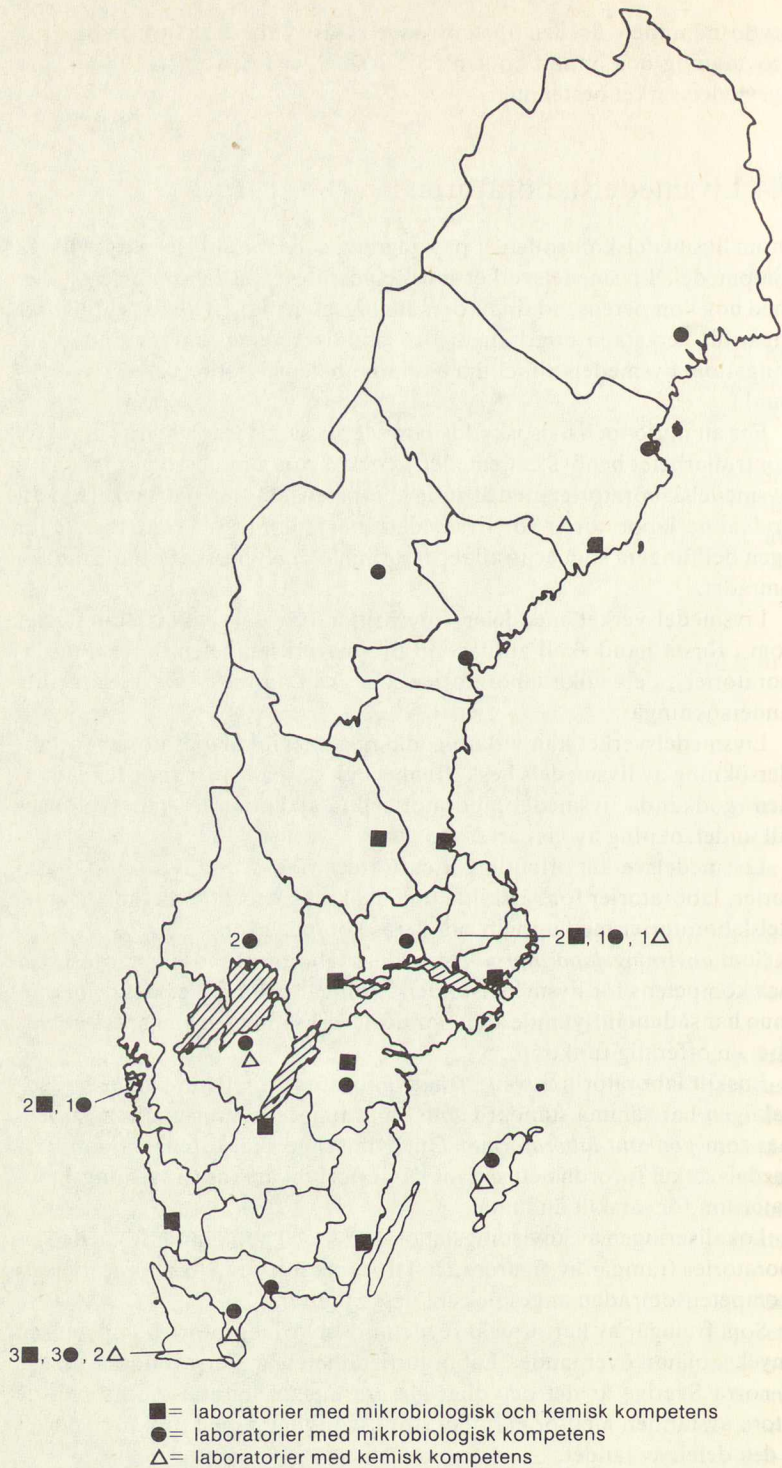 2●
2■, 1●, 1△
2■, 1●
3■, 3●, 2△
■= laboratorier med mikrobiologisk och kemisk kompetens
●= laboratorier med mikrobiologisk kompetens
△= laboratorier med kemisk kompetens